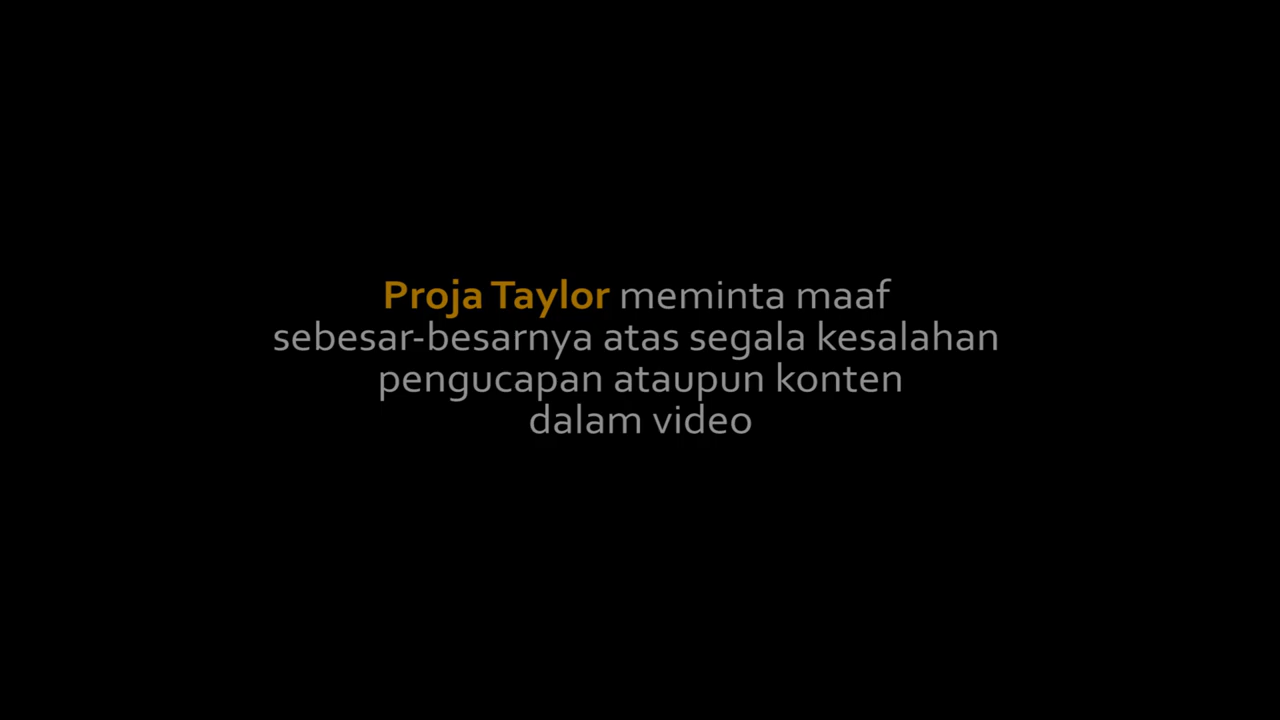 Proja Taylor meminta maaf
sebesar-besarnya atas segala kesalahan
pengucapan ataupun konten
dalam video